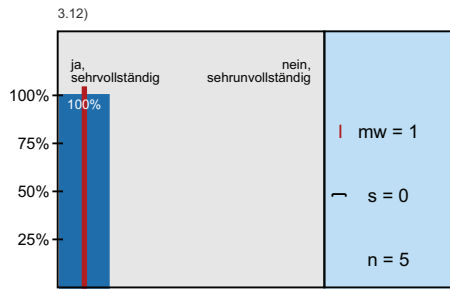 3.12)
ja,
sehrvollständig
nein,
sehrunvollständig
100%
100%
75%
50%
25%
mw = 1
s = 0
n = 5